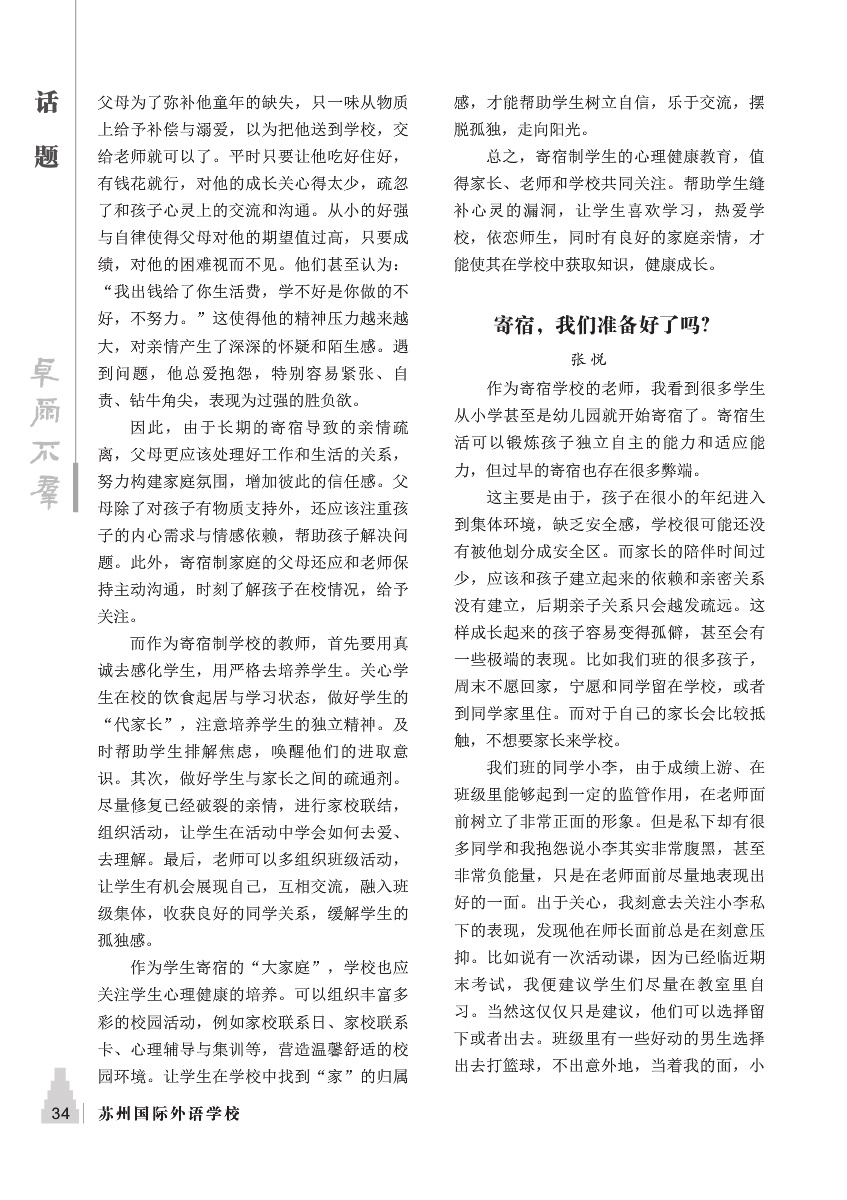 话
题
卓
尔
不
群
父母为了弥补他童年的缺失，只一味从物质
上给予补偿与溺爱，以为把他送到学校，交
给老师就可以了。平时只要让他吃好住好，
有钱花就行，对他的成长关心得太少，疏忽
了和孩子心灵上的交流和沟通。从小的好强
与自律使得父母对他的期望值过高，只要成
绩，对他的困难视而不见。他们甚至认为：
“我出钱给了你生活费，学不好是你做的不
好，不努力。”这使得他的精神压力越来越
大，对亲情产生了深深的怀疑和陌生感。遇
到问题，他总爱抱怨，特别容易紧张、自
责、钻牛角尖，表现为过强的胜负欲。
因此，由于长期的寄宿导致的亲情疏
离，父母更应该处理好工作和生活的关系，
努力构建家庭氛围，增加彼此的信任感。父
母除了对孩子有物质支持外，还应该注重孩
子的内心需求与情感依赖，帮助孩子解决问
题。此外，寄宿制家庭的父母还应和老师保
持主动沟通，时刻了解孩子在校情况，给予
关注。
而作为寄宿制学校的教师，首先要用真
诚去感化学生，用严格去培养学生。关心学
生在校的饮食起居与学习状态，做好学生的
“代家长”，注意培养学生的独立精神。及
时帮助学生排解焦虑，唤醒他们的进取意
识。其次，做好学生与家长之间的疏通剂。
尽量修复已经破裂的亲情，进行家校联结，
组织活动，让学生在活动中学会如何去爱、
去理解。最后，老师可以多组织班级活动，
让学生有机会展现自己，互相交流，融入班
级集体，收获良好的同学关系，缓解学生的
孤独感。
作为学生寄宿的“大家庭”，学校也应
关注学生心理健康的培养。可以组织丰富多
彩的校园活动，例如家校联系日、家校联系
卡、心理辅导与集训等，营造温馨舒适的校
园环境。让学生在学校中找到“家”的归属
感，才能帮助学生树立自信，乐于交流，摆
脱孤独，走向阳光。
总之，寄宿制学生的心理健康教育，值
得家长、老师和学校共同关注。帮助学生缝
补心灵的漏洞，让学生喜欢学习，热爱学
校，依恋师生，同时有良好的家庭亲情，才
能使其在学校中获取知识，健康成长。
寄宿，我们准备好了吗？
张 悦
作为寄宿学校的老师，我看到很多学生
从小学甚至是幼儿园就开始寄宿了。寄宿生
活可以锻炼孩子独立自主的能力和适应能
力，但过早的寄宿也存在很多弊端。
这主要是由于，孩子在很小的年纪进入
到集体环境，缺乏安全感，学校很可能还没
有被他划分成安全区。而家长的陪伴时间过
少，应该和孩子建立起来的依赖和亲密关系
没有建立，后期亲子关系只会越发疏远。这
样成长起来的孩子容易变得孤僻，甚至会有
一些极端的表现。比如我们班的很多孩子，
周末不愿回家，宁愿和同学留在学校，或者
到同学家里住。而对于自己的家长会比较抵
触，不想要家长来学校。
我们班的同学小李，由于成绩上游、在
班级里能够起到一定的监管作用，在老师面
前树立了非常正面的形象。但是私下却有很
多同学和我抱怨说小李其实非常腹黑，甚至
非常负能量，只是在老师面前尽量地表现出
好的一面。出于关心，我刻意去关注小李私
下的表现，发现他在师长面前总是在刻意压
抑。比如说有一次活动课，因为已经临近期
末考试，我便建议学生们尽量在教室里自
习。当然这仅仅只是建议，他们可以选择留
下或者出去。班级里有一些好动的男生选择
出去打篮球，不出意外地，当着我的面，小
34 苏州国际外语学校